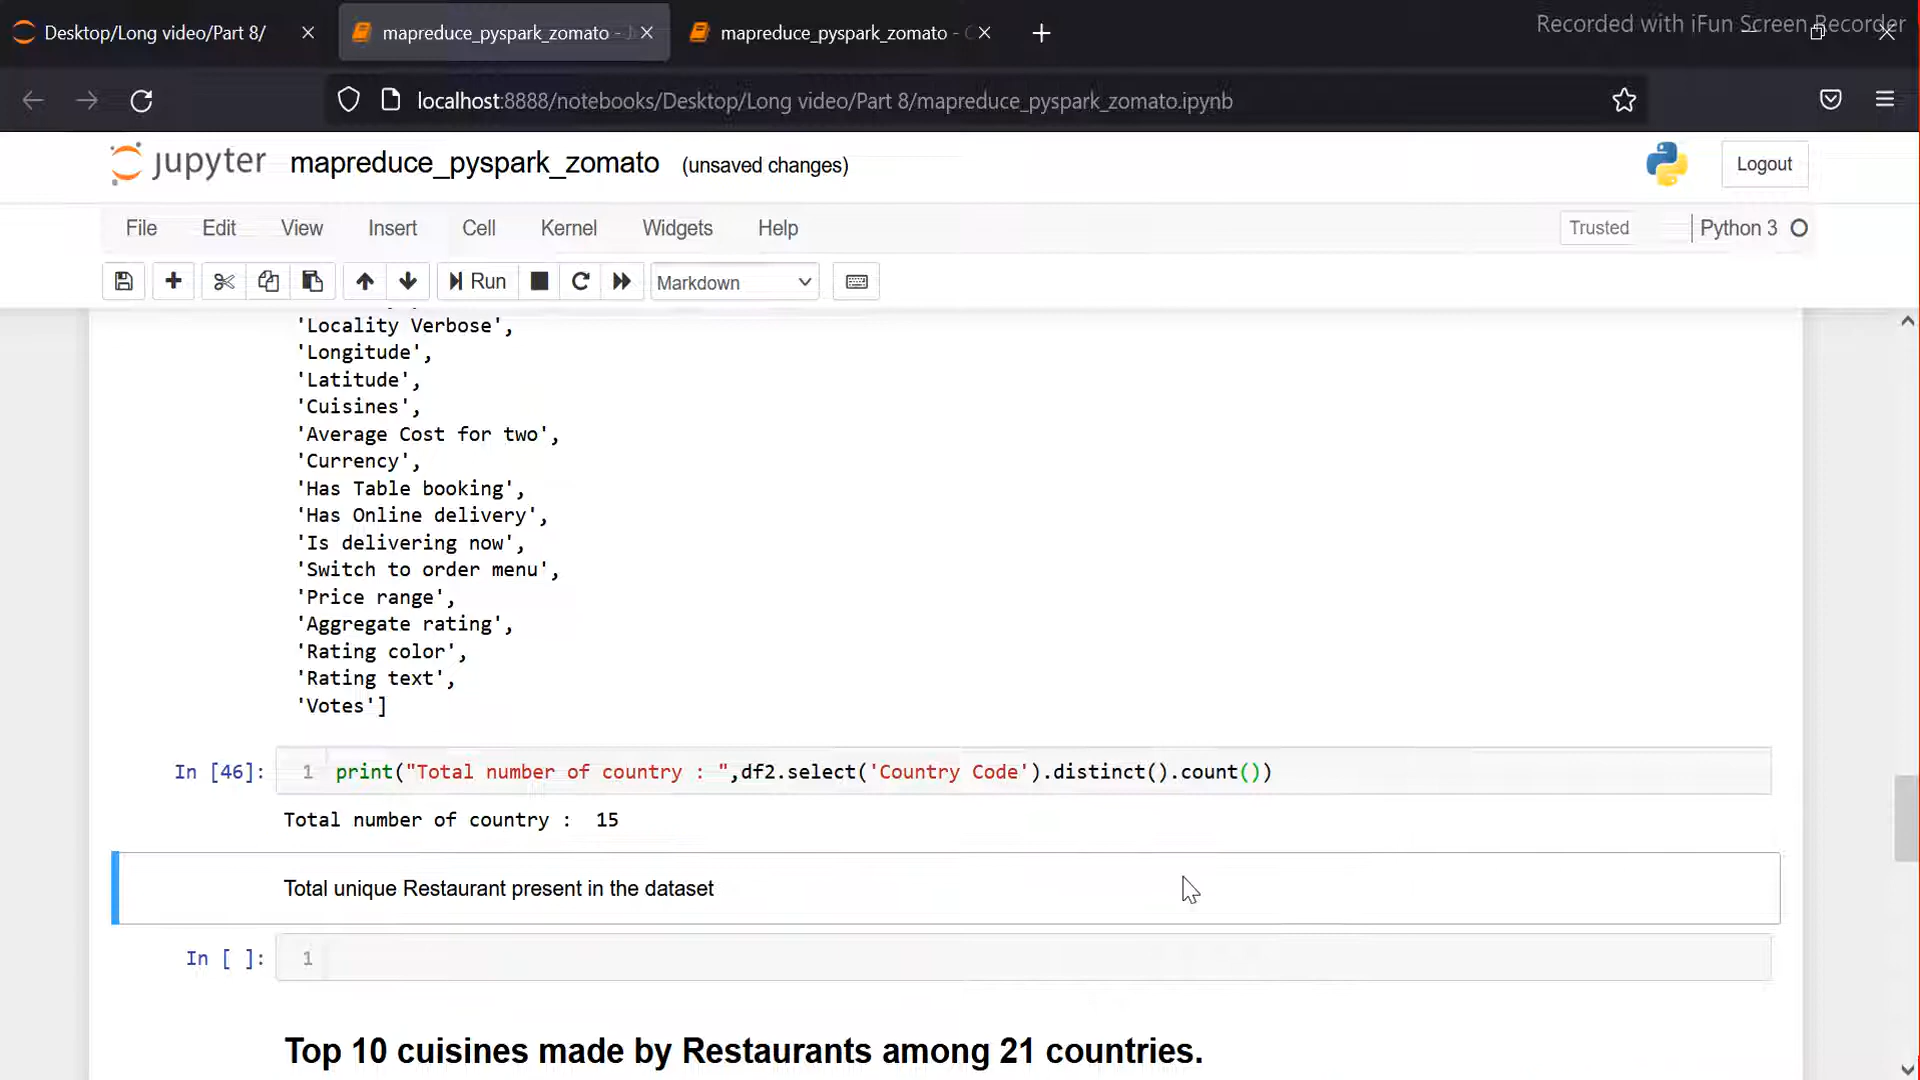 Desktop/Long video/Part 8/
mapreduce_pyspark_zomato - J
mapreduce_pyspark_zomato - C
Recorded with iFun Screen Recorder
localhost:8888/notebooks/Desktop/Long video/Part 8/mapreduce_pyspark_zomato.ipynb
jupyter mapreduce_pyspark_zomato (unsaved changes)
Logout
File Edit View Insert Cell Kernel Widgets Help
Trusted
Python 3
Run
Markdown
'Locality Verbose',
'Longitude',
'Latitude',
'Cuisines',
'Average Cost for two',
'Currency',
'Has Table booking',
'Has Online delivery',
'Is delivering now',
'Switch to order menu',
'Price range',
'Aggregate rating',
'Rating color',
'Rating text',
'Votes']
In [46]: 1 print("Total number of country : ",df2.select('Country Code').distinct().count())
Total number of country :  15
Total unique Restaurant present in the dataset
In [ ]: 1
Top 10 cuisines made by Restaurants among 21 countries.